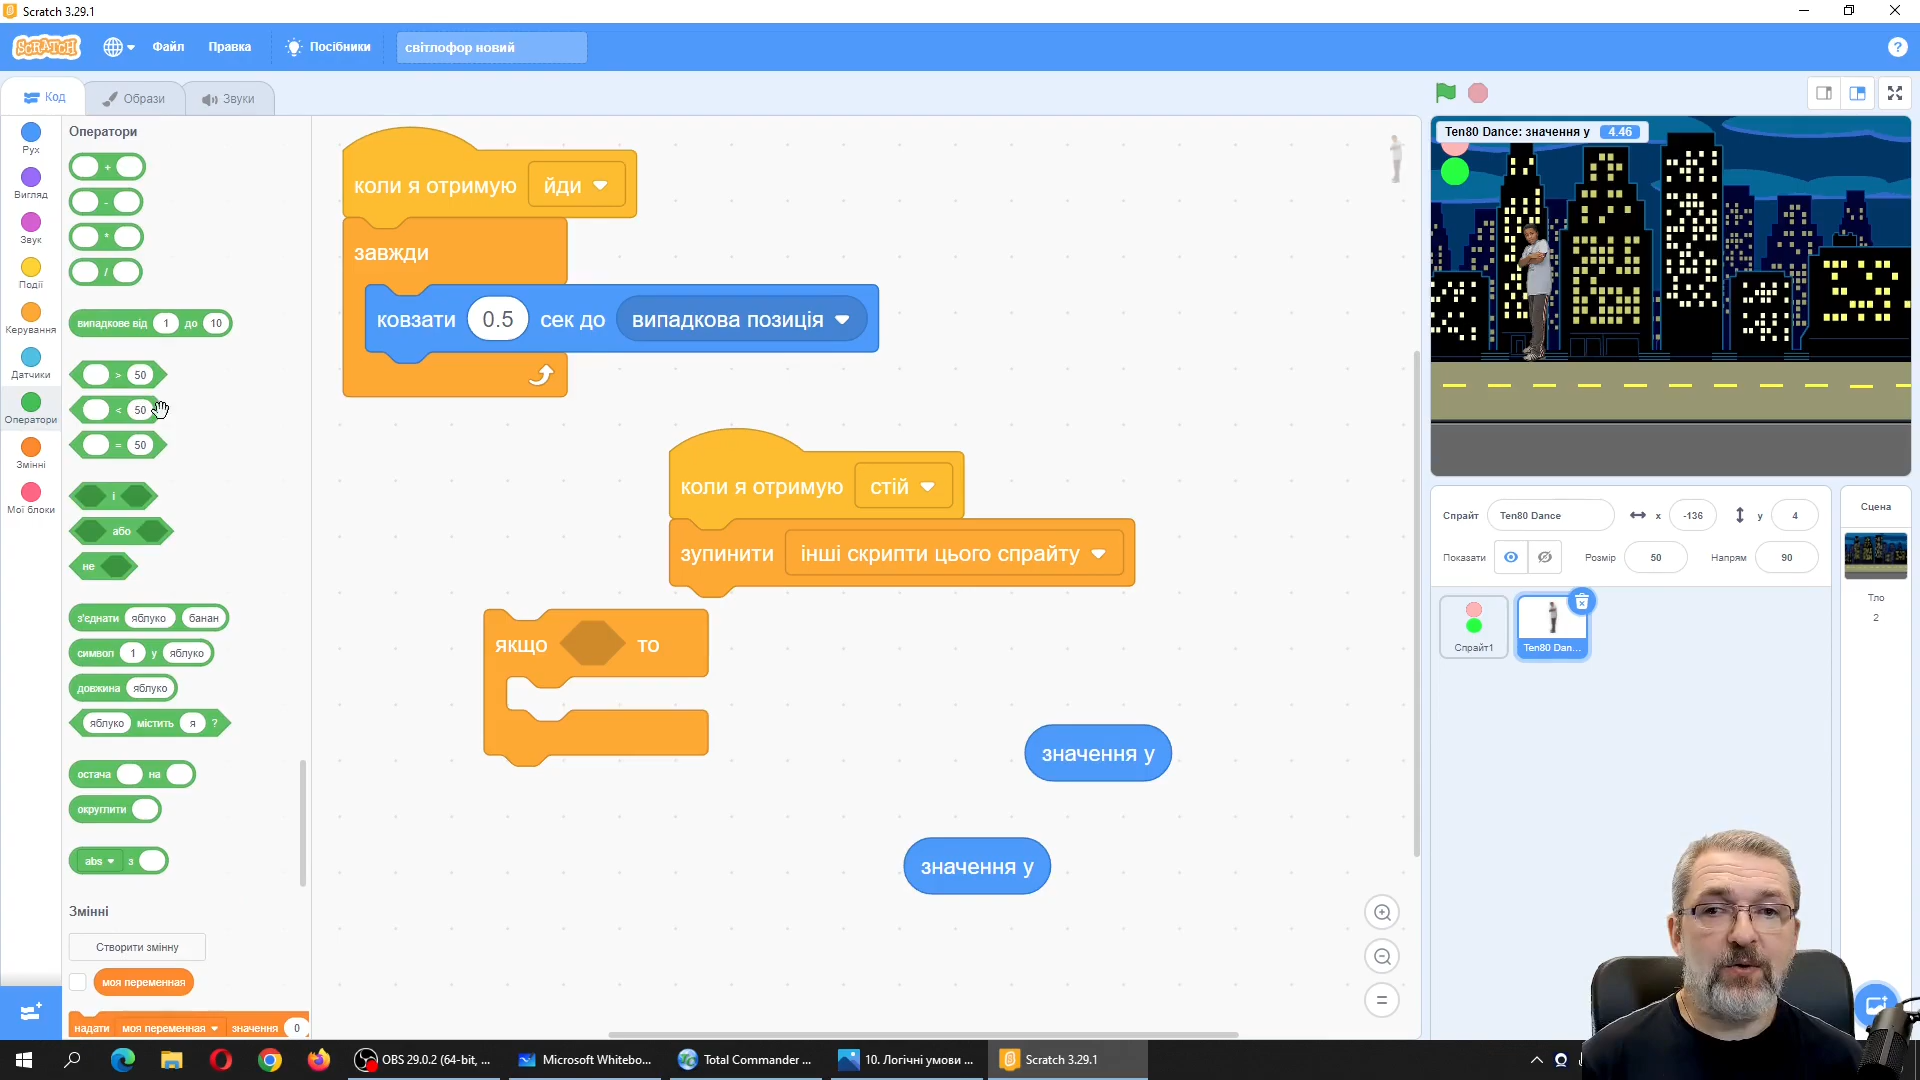 Scratch 3.29.1
SCRATCH
Файл
Правка
Посібники
світлофор новий
?
Код
Образи
Звуки
Рух
Вигляд
Звук
Події
Керування
Датчики
Оператори
Змінні
Мої блоки
Оператори
+
-
*
/
випадкове від 1 до 10
> 50
< 50
= 50
і
або
не
з'єднати яблуко банан
символ 1 у яблуко
довжина яблуко
яблуко містить я ?
остача на
округлити
abs з
Змінні
Створити змінну
моя переменная
надати моя переменная значення 0
коли я отримую йди
завжди
ковзати 0.5 сек до випадкова позиція
коли я отримую стій
зупинити інші скрипти цього спрайту
якщо то
значення y
значення y
Ten80 Dance: значення y 4.46
Спрайт Ten80 Dance x -136 y 4
Показати Розмір 50 Напрям 90
Спрайт1
Ten80 Dan...
Сцена
Тло
2
OBS 29.0.2 (64-bit, ...
Microsoft Whitebo...
Total Commander ...
10. Логічні умови ...
Scratch 3.29.1